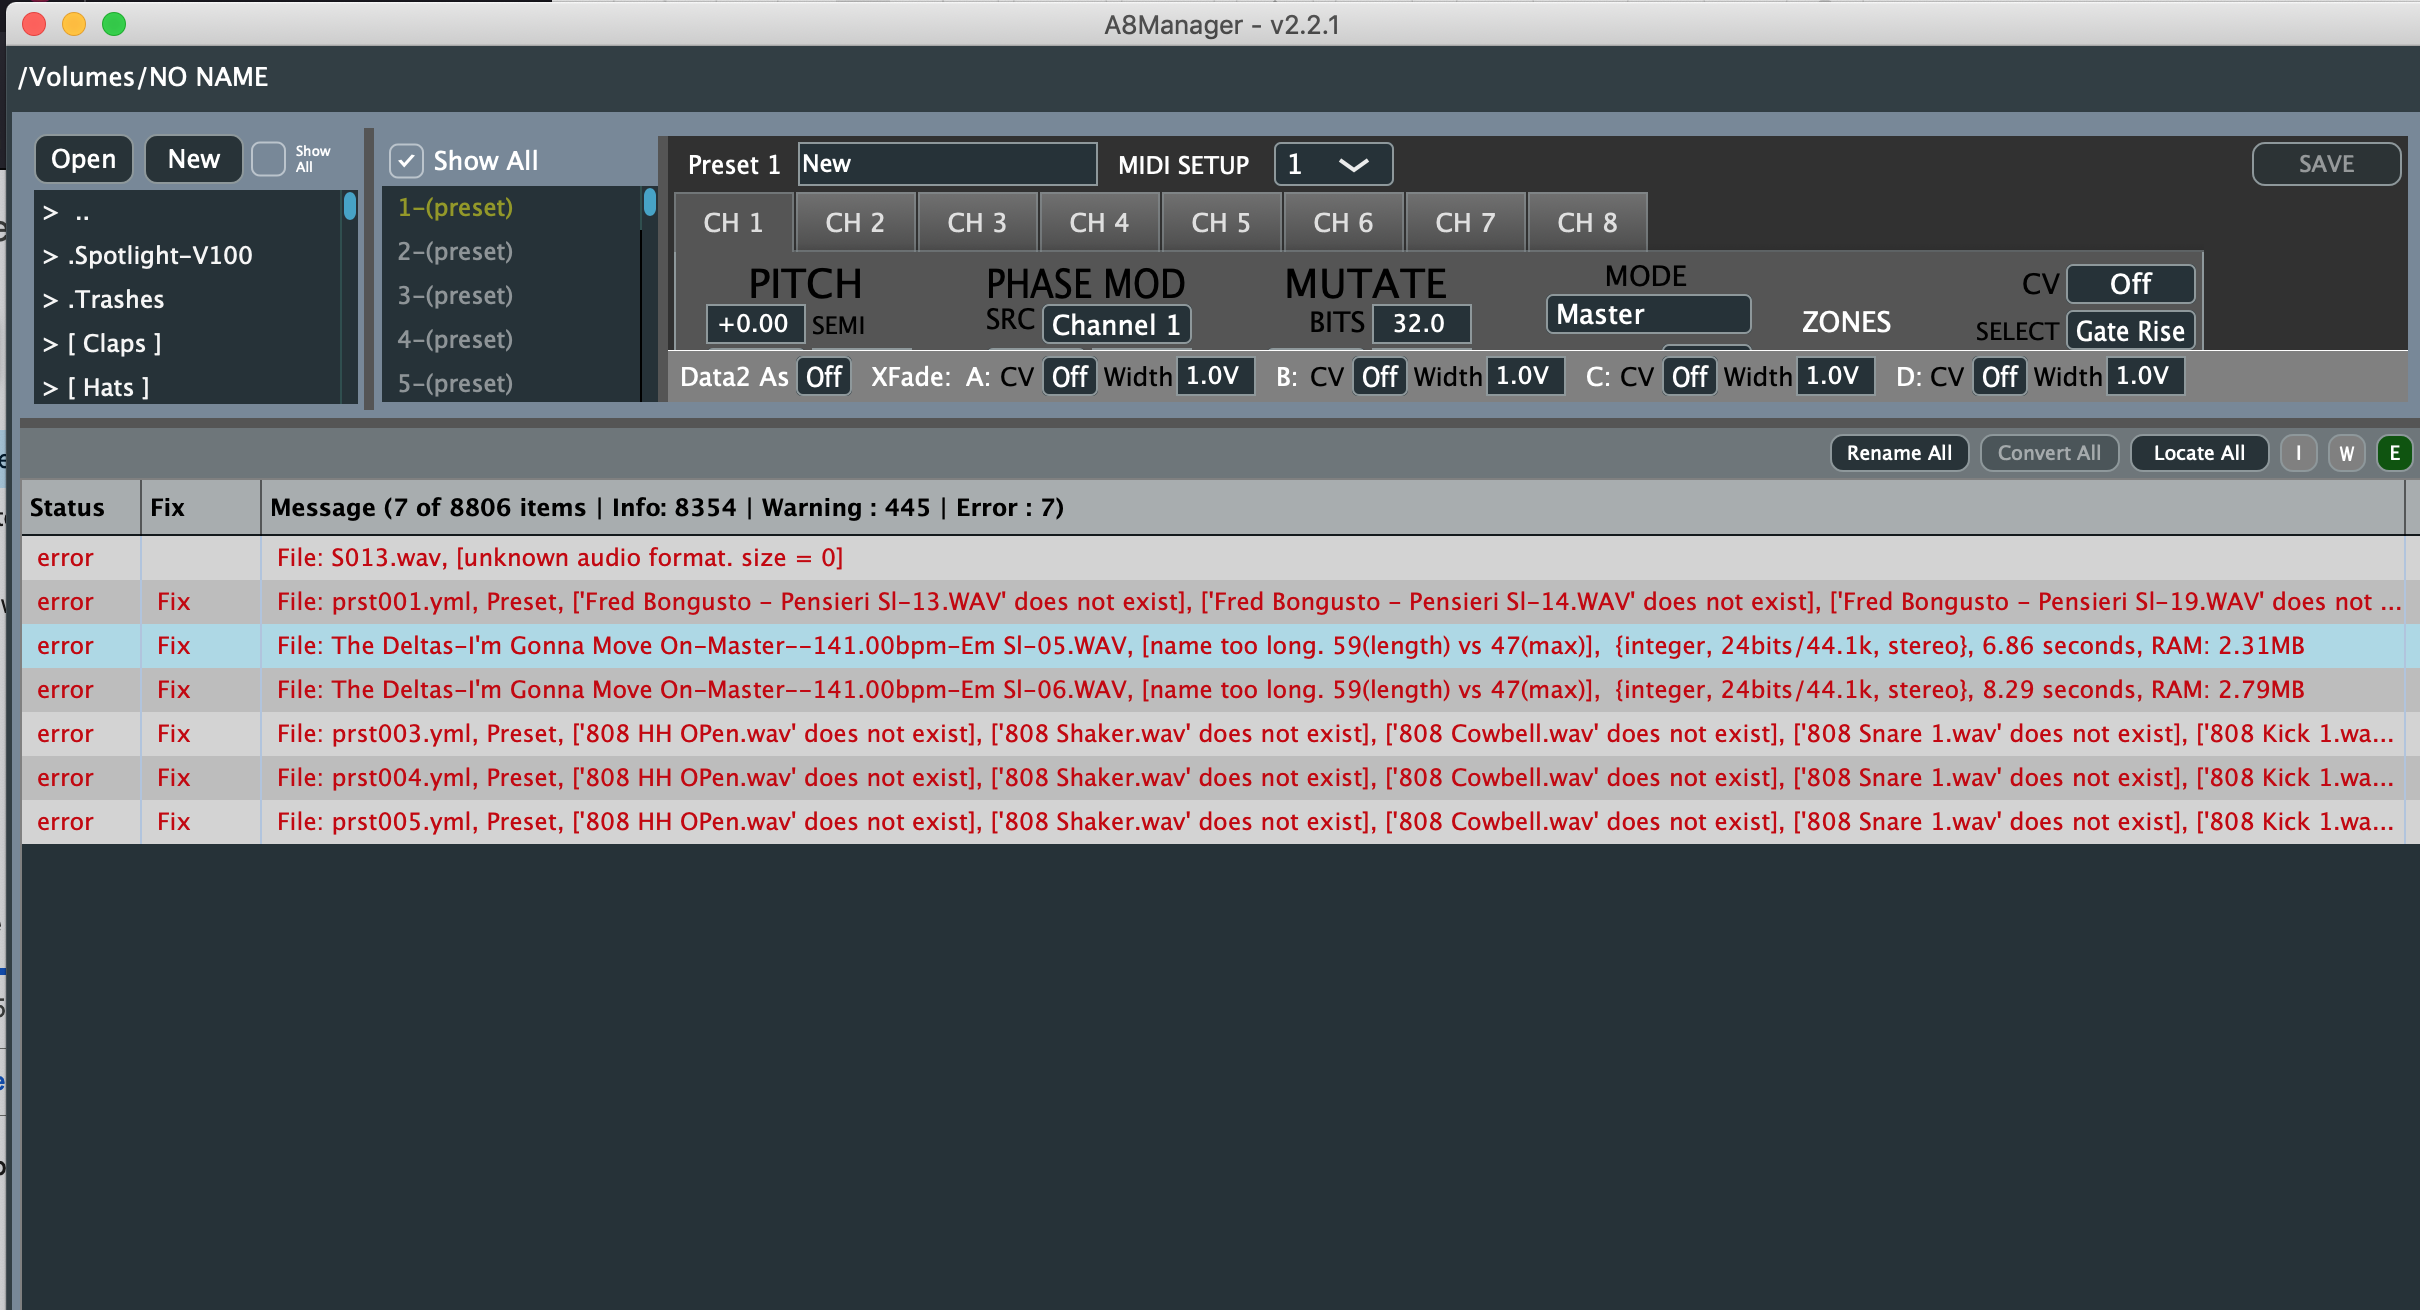 A8Manager - v2.2.1
/Volumes/NO NAME
Open New Show All
> ..
> .Spotlight-V100
> .Trashes
> [ Claps ]
> [ Hats ]
Show All
1-(preset)
2-(preset)
3-(preset)
4-(preset)
5-(preset)
Preset 1 New MIDI SETUP 1 SAVE
CH 1 CH 2 CH 3 CH 4 CH 5 CH 6 CH 7 CH 8
PITCH PHASE MOD MUTATE MODE CV Off
+0.00 SEMI SRC Channel 1 BITS 32.0 Master ZONES SELECT Gate Rise
Data2 As Off XFade: A: CV Off Width 1.0V B: CV Off Width 1.0V C: CV Off Width 1.0V D: CV Off Width 1.0V
Rename All Convert All Locate All I W E
Status Fix Message (7 of 8806 items | Info: 8354 | Warning : 445 | Error : 7)
error File: S013.wav, [unknown audio format. size = 0]
error Fix File: prst001.yml, Preset, ['Fred Bongusto - Pensieri Sl-13.WAV' does not exist], ['Fred Bongusto - Pensieri Sl-14.WAV' does not exist], ['Fred Bongusto - Pensieri Sl-19.WAV' does not ...
error Fix File: The Deltas-I'm Gonna Move On-Master--141.00bpm-Em Sl-05.WAV, [name too long. 59(length) vs 47(max)], {integer, 24bits/44.1k, stereo}, 6.86 seconds, RAM: 2.31MB
error Fix File: The Deltas-I'm Gonna Move On-Master--141.00bpm-Em Sl-06.WAV, [name too long. 59(length) vs 47(max)], {integer, 24bits/44.1k, stereo}, 8.29 seconds, RAM: 2.79MB
error Fix File: prst003.yml, Preset, ['808 HH OPen.wav' does not exist], ['808 Shaker.wav' does not exist], ['808 Cowbell.wav' does not exist], ['808 Snare 1.wav' does not exist], ['808 Kick 1.wa...
error Fix File: prst004.yml, Preset, ['808 HH OPen.wav' does not exist], ['808 Shaker.wav' does not exist], ['808 Cowbell.wav' does not exist], ['808 Snare 1.wav' does not exist], ['808 Kick 1.wa...
error Fix File: prst005.yml, Preset, ['808 HH OPen.wav' does not exist], ['808 Shaker.wav' does not exist], ['808 Cowbell.wav' does not exist], ['808 Snare 1.wav' does not exist], ['808 Kick 1.wa...